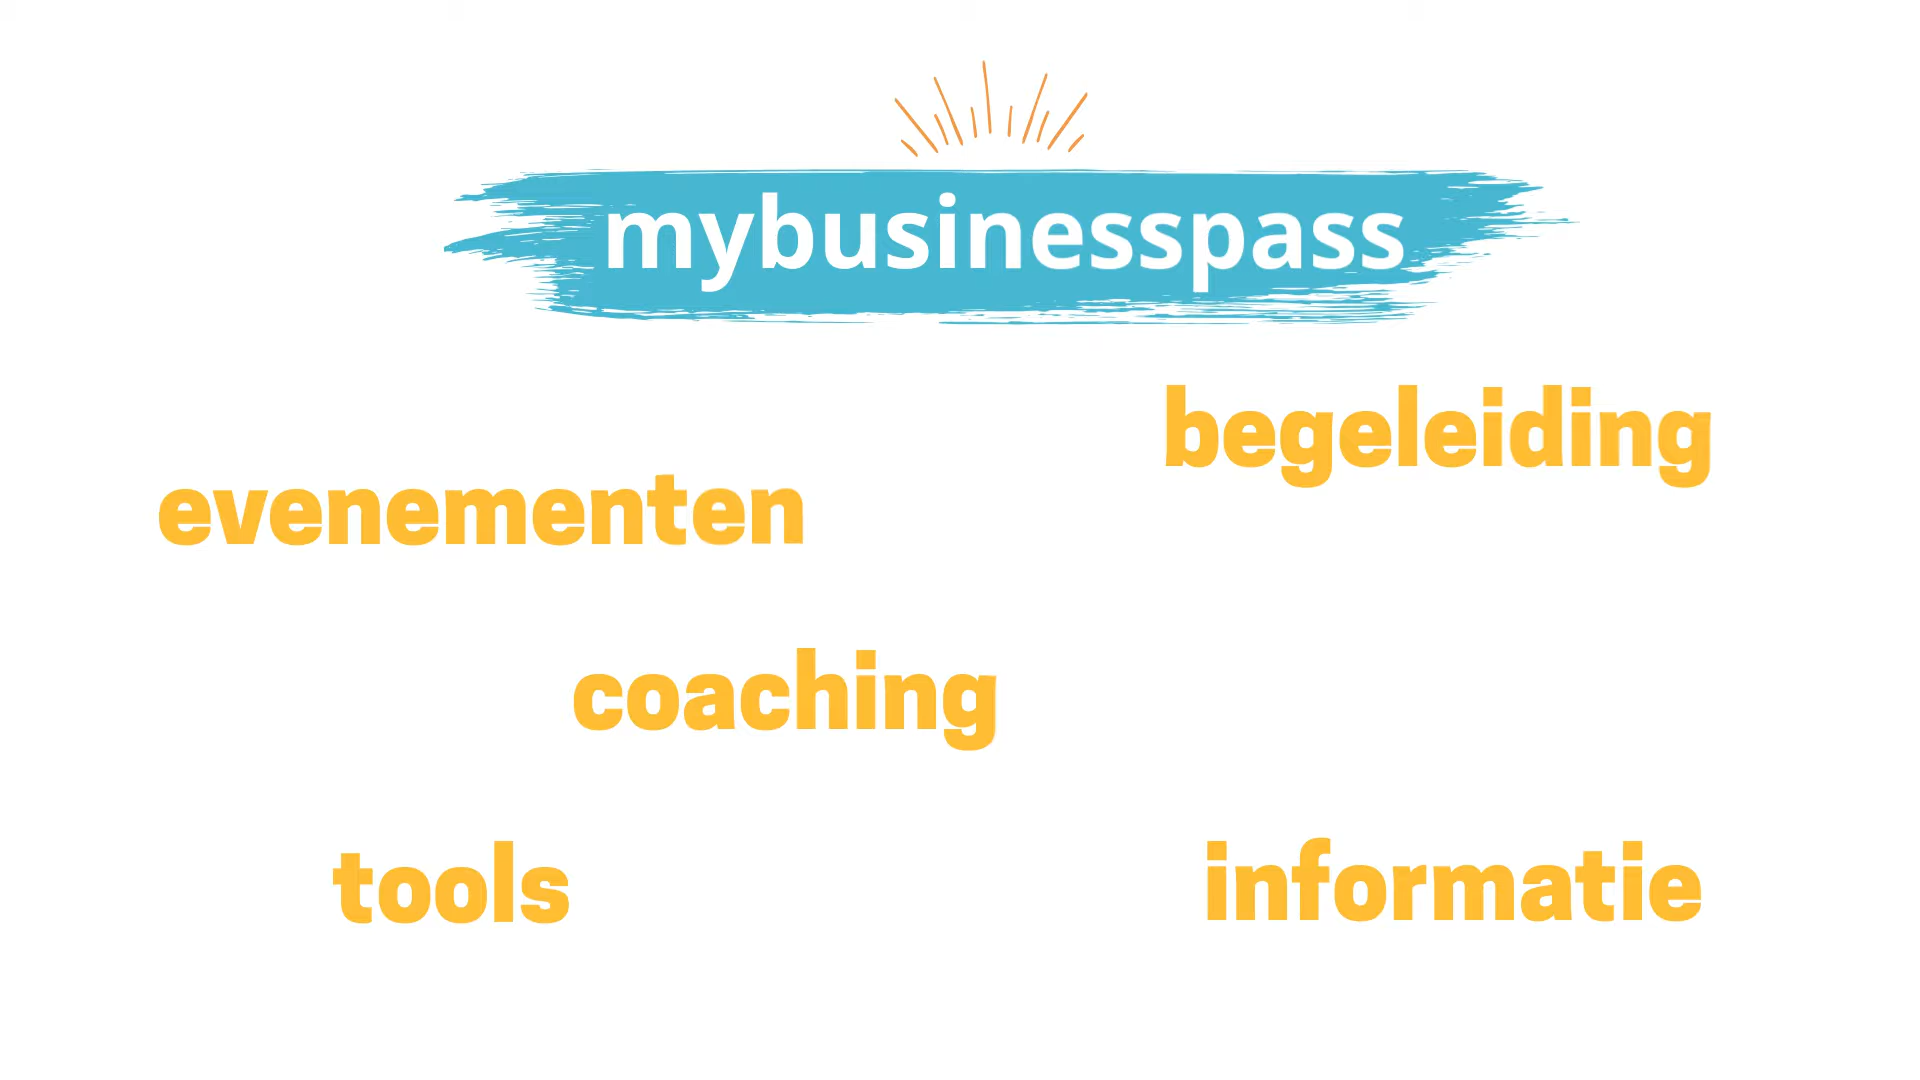 mybusinesspass
begeleiding
evenementen
coaching
tools
informatie